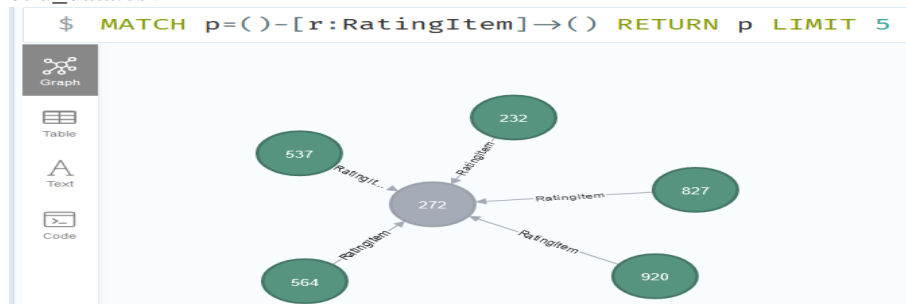 $ MATCH p=()-[r:RatingItem]→() RETURN p LIMIT 5
Graph
Table
A
Text
>_
Code
232
537
RatingItem
RatingIt...
827
RatingItem
272
RatingItem
RatingItem
920
564